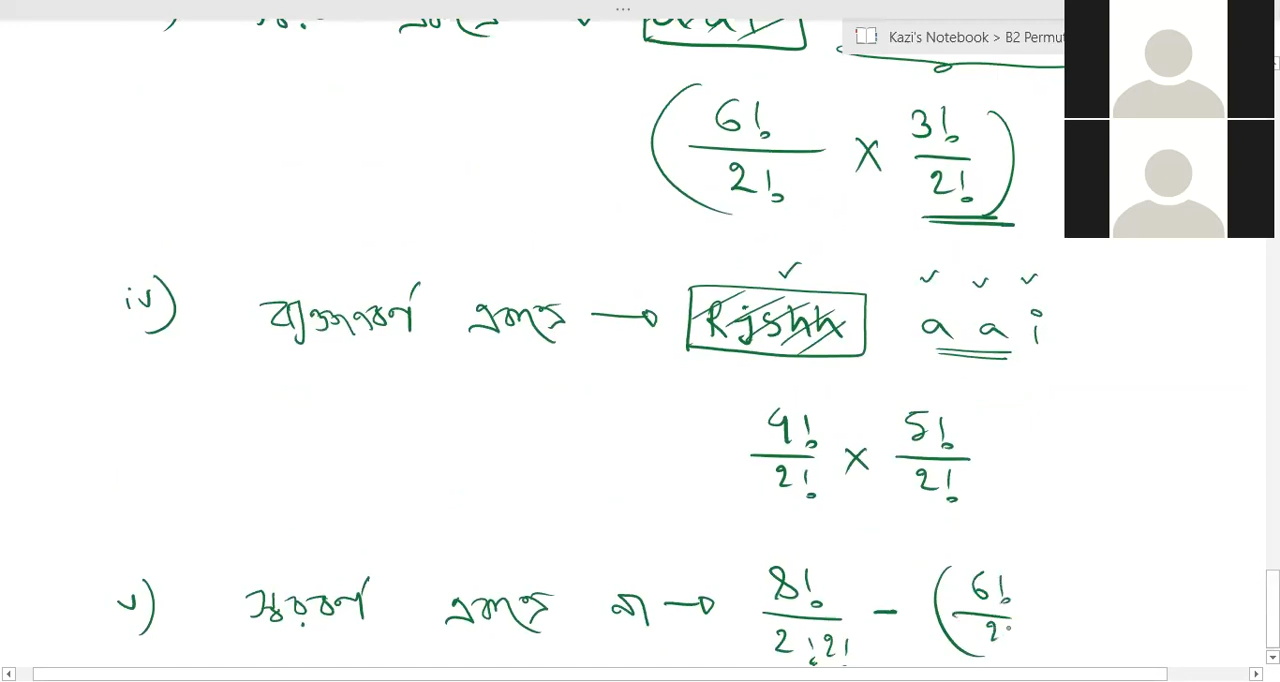 Kazi's Notebook > B2 Permut
( 6! / 2! × 3! / 2! )
iv) ব্যঞ্জনবর্ণ একত্রে → Rjshh a a i
4! / 2! × 5! / 2!
v) স্বরবর্ণ একত্রে না → 8! / 2!2! - ( 6! / 2